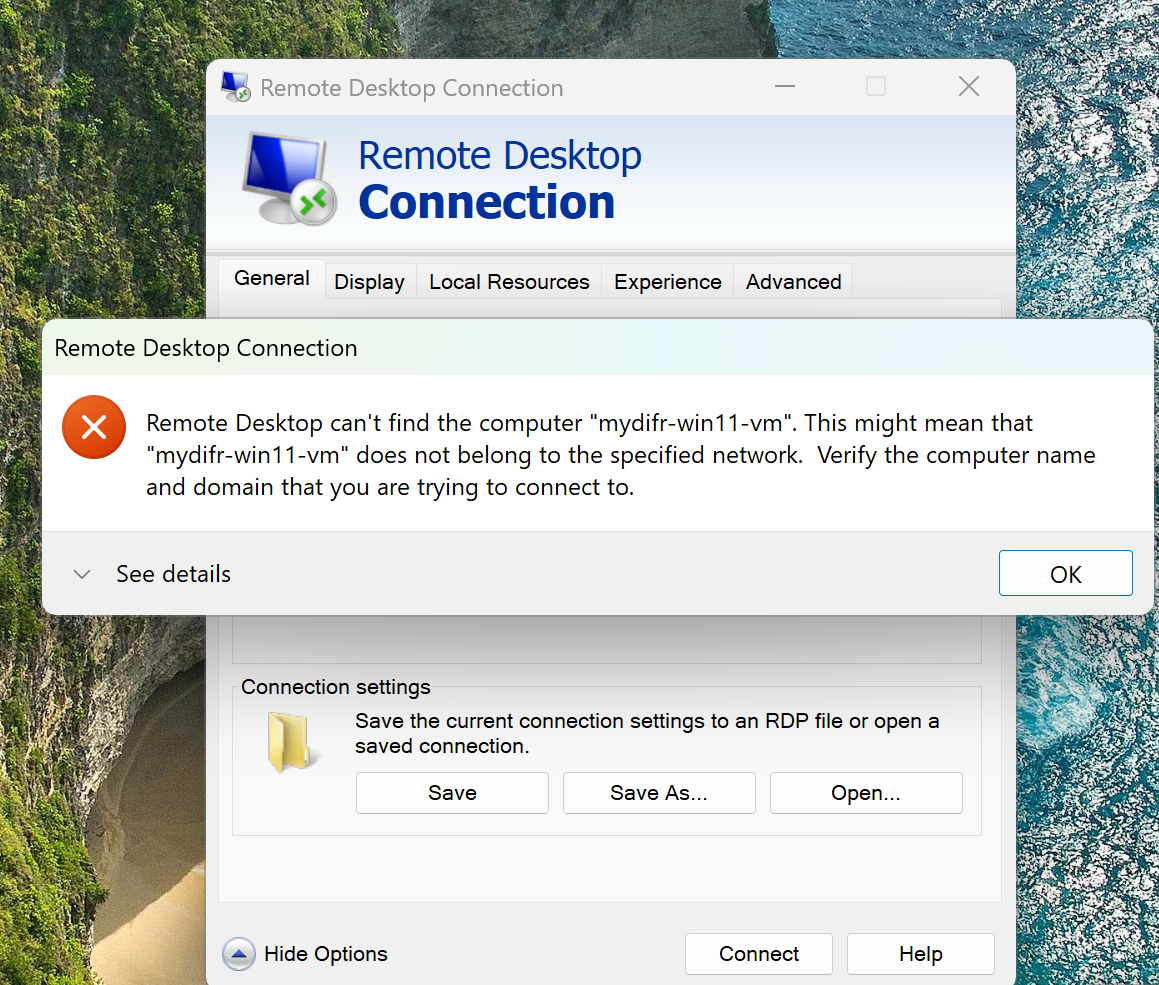 Remote Desktop Connection
Remote Desktop
Connection
General Display Local Resources Experience Advanced
Remote Desktop Connection
Remote Desktop can't find the computer "mydifr-win11-vm". This might mean that
"mydifr-win11-vm" does not belong to the specified network.  Verify the computer name
and domain that you are trying to connect to.
See details
OK
Connection settings
Save the current connection settings to an RDP file or open a
saved connection.
Save Save As... Open...
Hide Options Connect Help